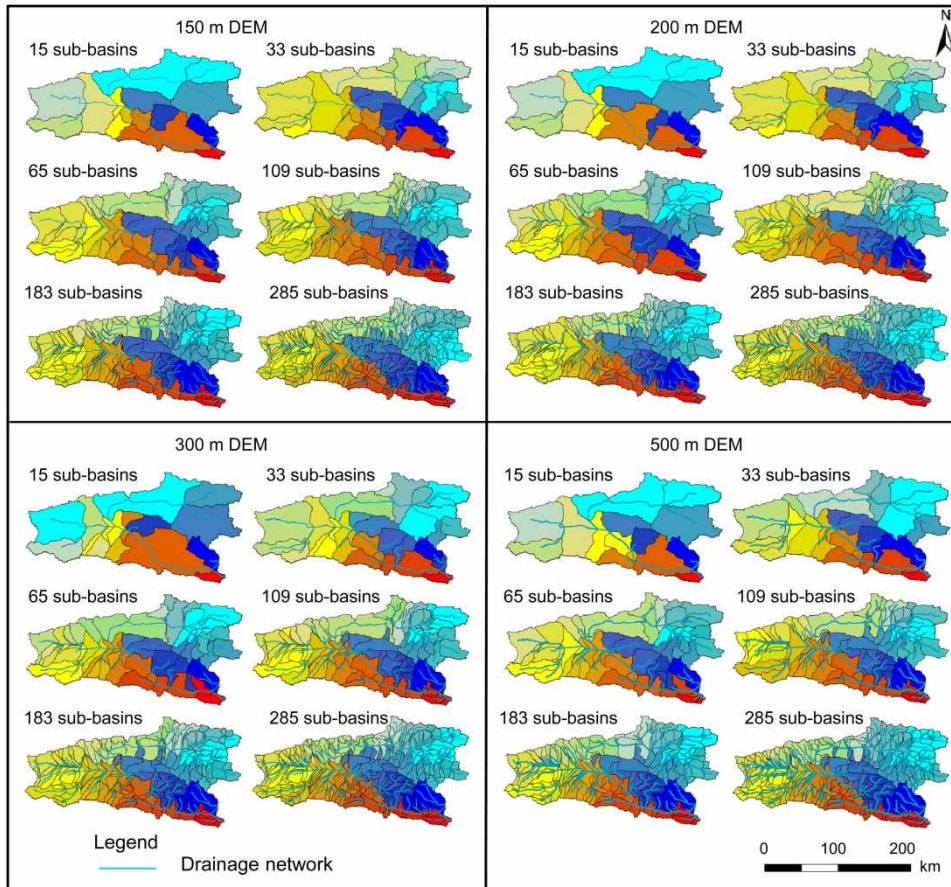 150 m DEM
15 sub-basins
33 sub-basins
65 sub-basins
109 sub-basins
183 sub-basins
285 sub-basins
200 m DEM
N
15 sub-basins
33 sub-basins
65 sub-basins
109 sub-basins
183 sub-basins
285 sub-basins
300 m DEM
15 sub-basins
33 sub-basins
65 sub-basins
109 sub-basins
183 sub-basins
285 sub-basins
Legend
Drainage network
500 m DEM
15 sub-basins
33 sub-basins
65 sub-basins
109 sub-basins
183 sub-basins
285 sub-basins
0 100 200
km